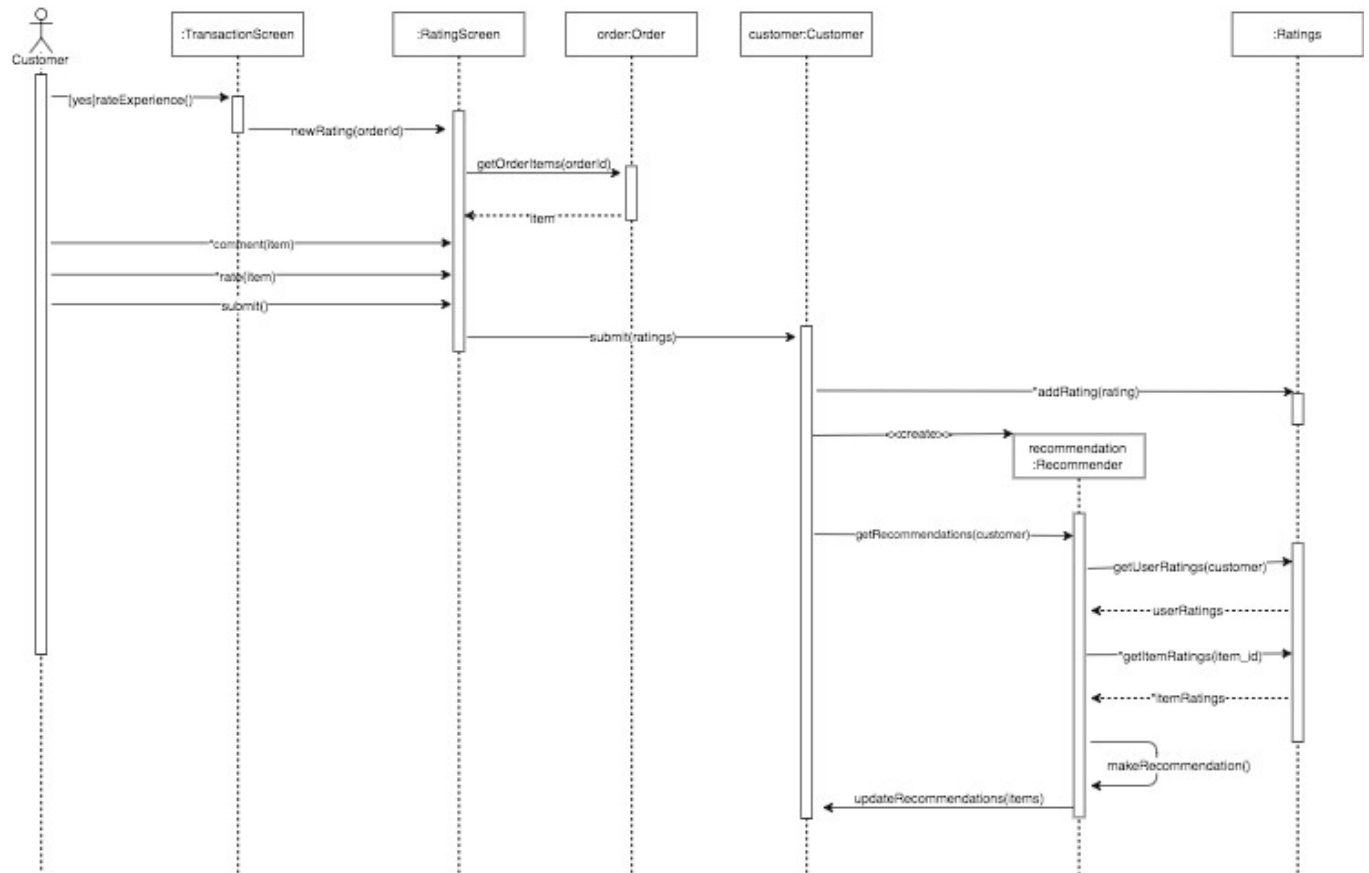 :TransactionScreen
:RatingScreen
order:Order
customer:Customer
:Ratings
Customer
[yes]rateExperience()
newRating(orderId)
getOrderItems(orderId)
*item
*comment(item)
*rate(item)
submit()
submit(ratings)
*addRating(rating)
<<create>>
recommendation
:Recommender
getRecommendations(customer)
getUserRatings(customer)
userRatings
*getItemRatings(item_id)
*itemRatings
makeRecommendation()
updateRecommendations(items)